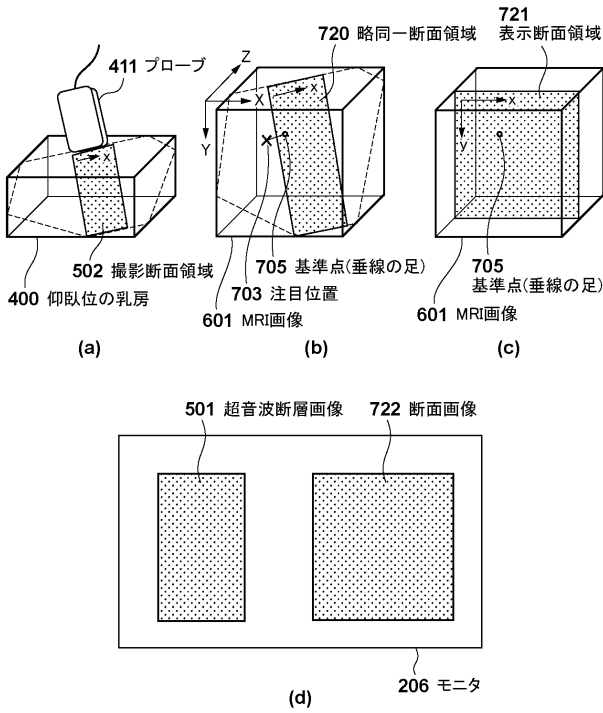 411 プローブ
x
502 撮影断面領域
400 仰臥位の乳房
(a)
720 略同一断面領域
Z
X
Y
x
705 基準点(垂線の足)
703 注目位置
601 MRI画像
(b)
721
表示断面領域
x
y
705
基準点(垂線の足)
601 MRI画像
(c)
501 超音波断層画像
722 断面画像
206 モニタ
(d)